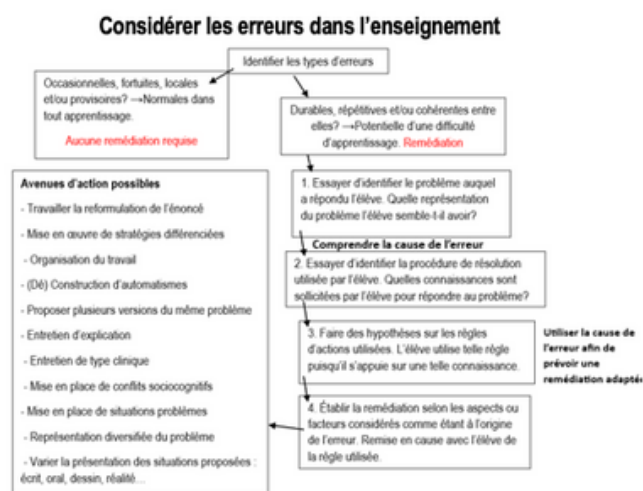 Considérer les erreurs dans l'enseignement
Identifier les types d'erreurs
Occasionnelles, fortuites, locales
et/ou provisoires? →Normales dans
tout apprentissage.
Aucune remédiation requise
Durables, répétitives et/ou cohérentes entre
elles? →Potentielle d'une difficulté
d'apprentissage. Remédiation
1. Essayer d'identifier le problème auquel
a répondu l'élève. Quelle représentation
du problème l'élève semble-t-il avoir?
Comprendre la cause de l'erreur
2. Essayer d'identifier la procédure de résolution
utilisée par l'élève. Quelles connaissances sont
sollicitées par l'élève pour répondre au problème?
3. Faire des hypothèses sur les règles
d'actions utilisées. L'élève utilise telle règle
puisqu'il s'appuie sur une telle connaissance.
Utiliser la cause de
l'erreur afin de
prévoir une
remédiation adaptée
4. Établir la remédiation selon les aspects ou
facteurs considérés comme étant à l'origine
de l'erreur. Remise en cause avec l'élève de
la règle utilisée.
Avenues d'action possibles
- Travailler la reformulation de l'énoncé
- Mise en œuvre de stratégies différenciées
- Organisation du travail
- (Dé) Construction d'automatismes
- Proposer plusieurs versions du même problème
- Entretien d'explication
- Entretien de type clinique
- Mise en place de conflits sociocognitifs
- Mise en place de situations problèmes
- Représentation diversifiée du problème
- Varier la présentation des situations proposées :
écrit, oral, dessin, réalité...